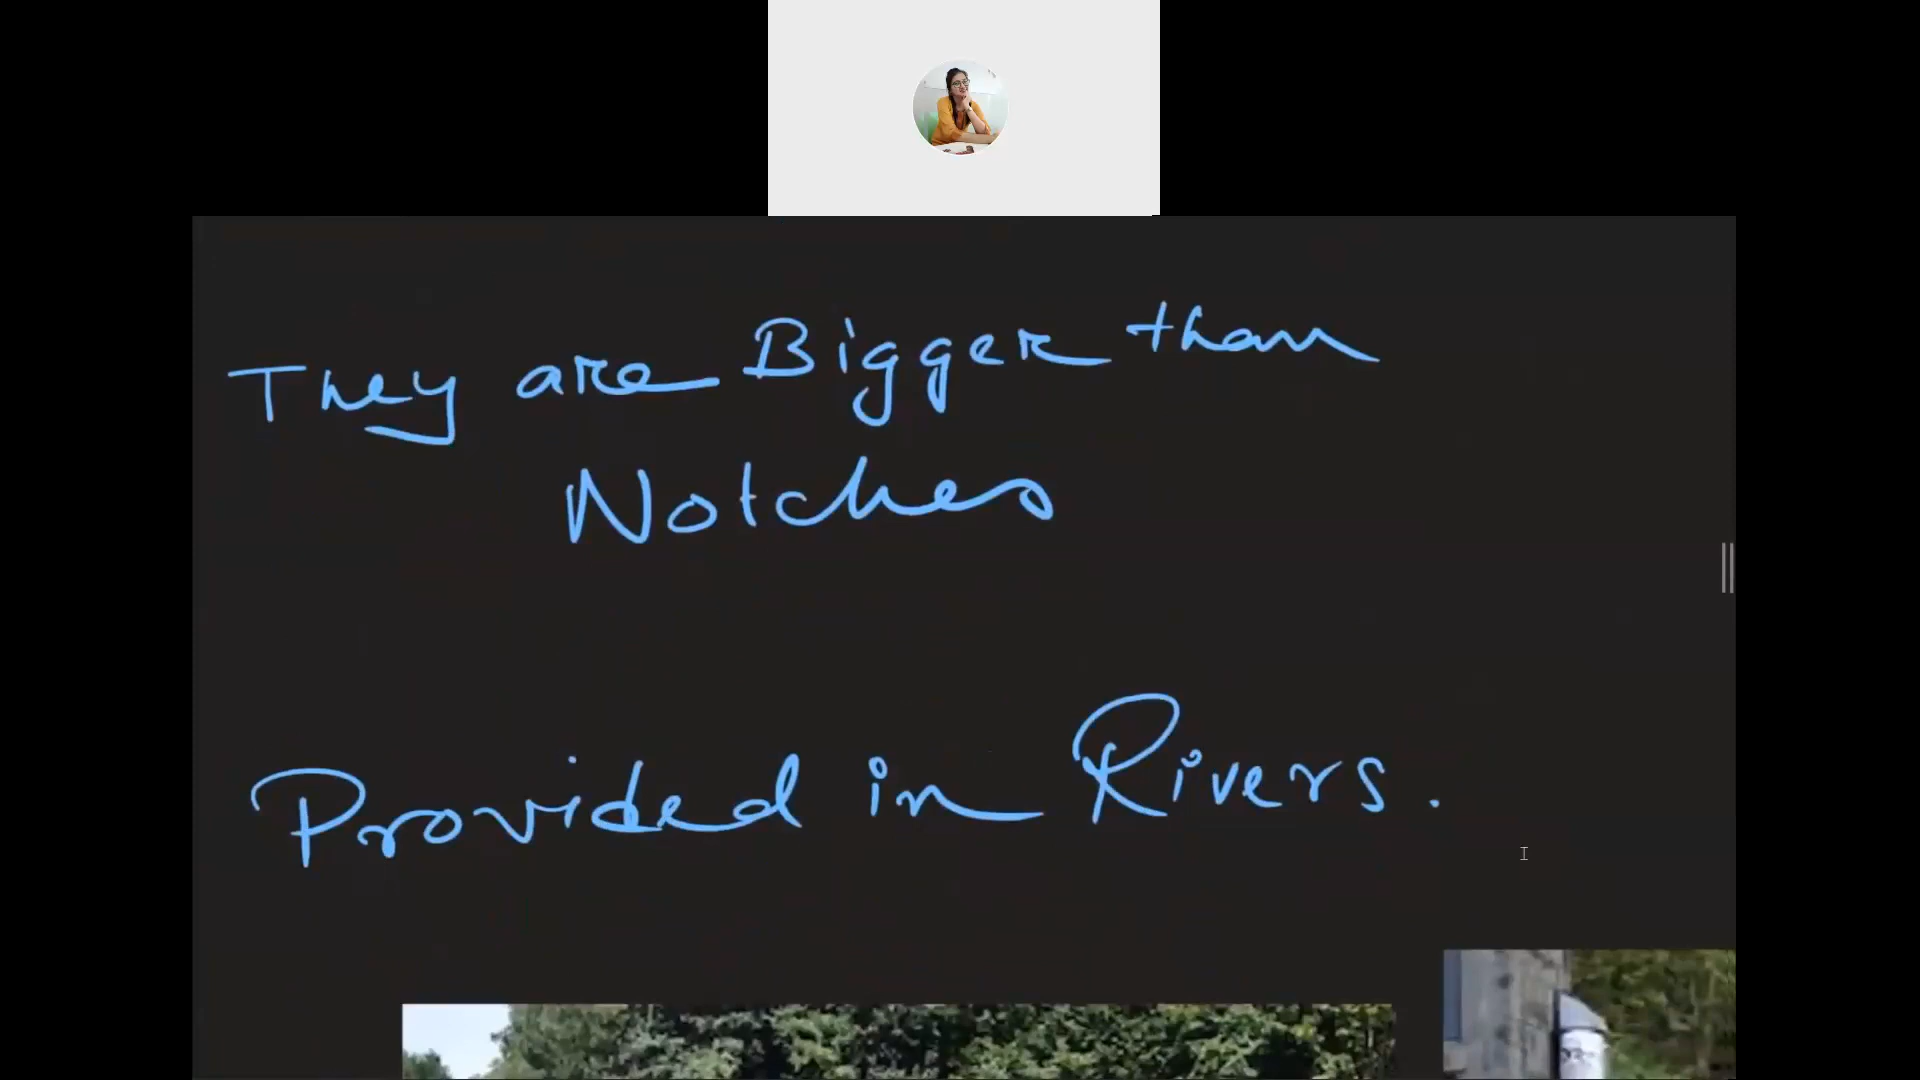 They are Bigger than
Notches
Provided in Rivers.